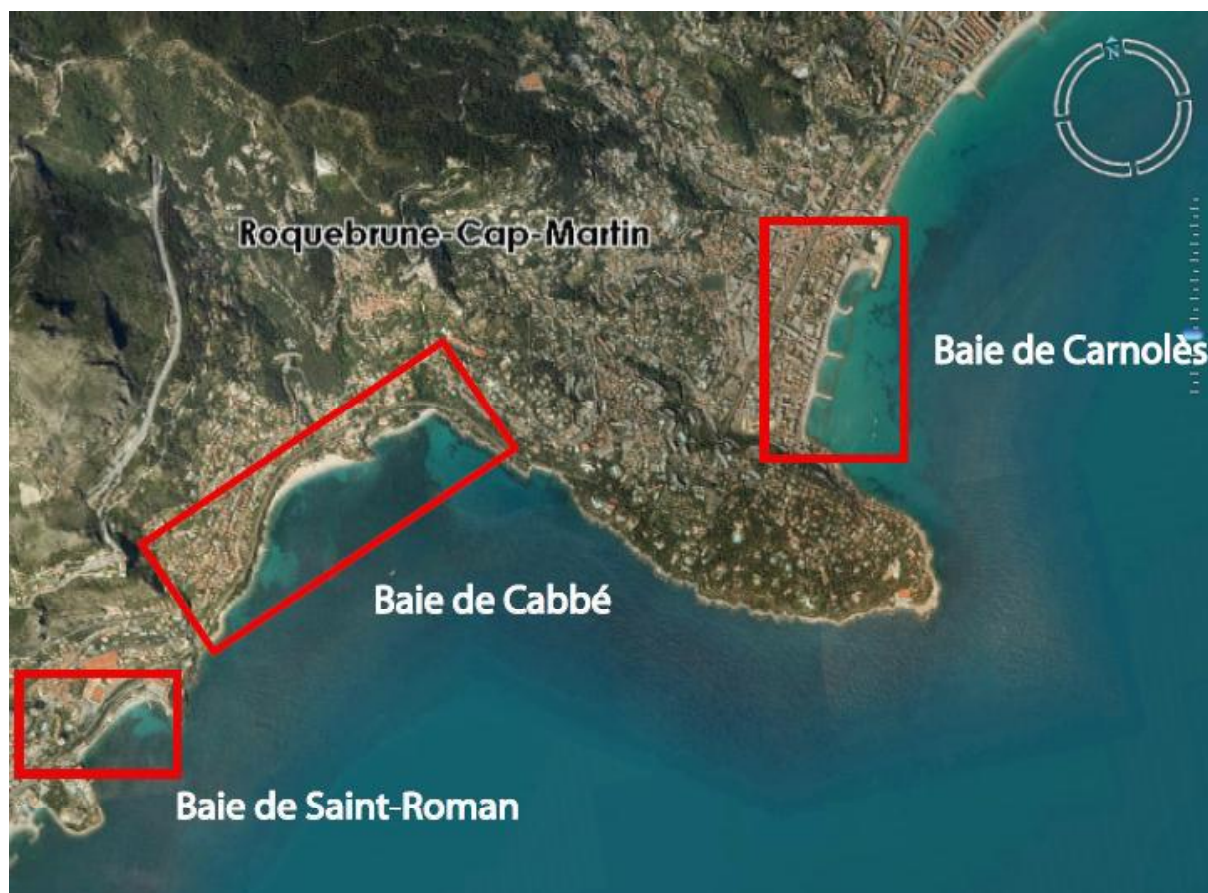 N
Roquebrune-Cap-Martin
Baie de Carnolès
Baie de Cabbé
Baie de Saint-Roman